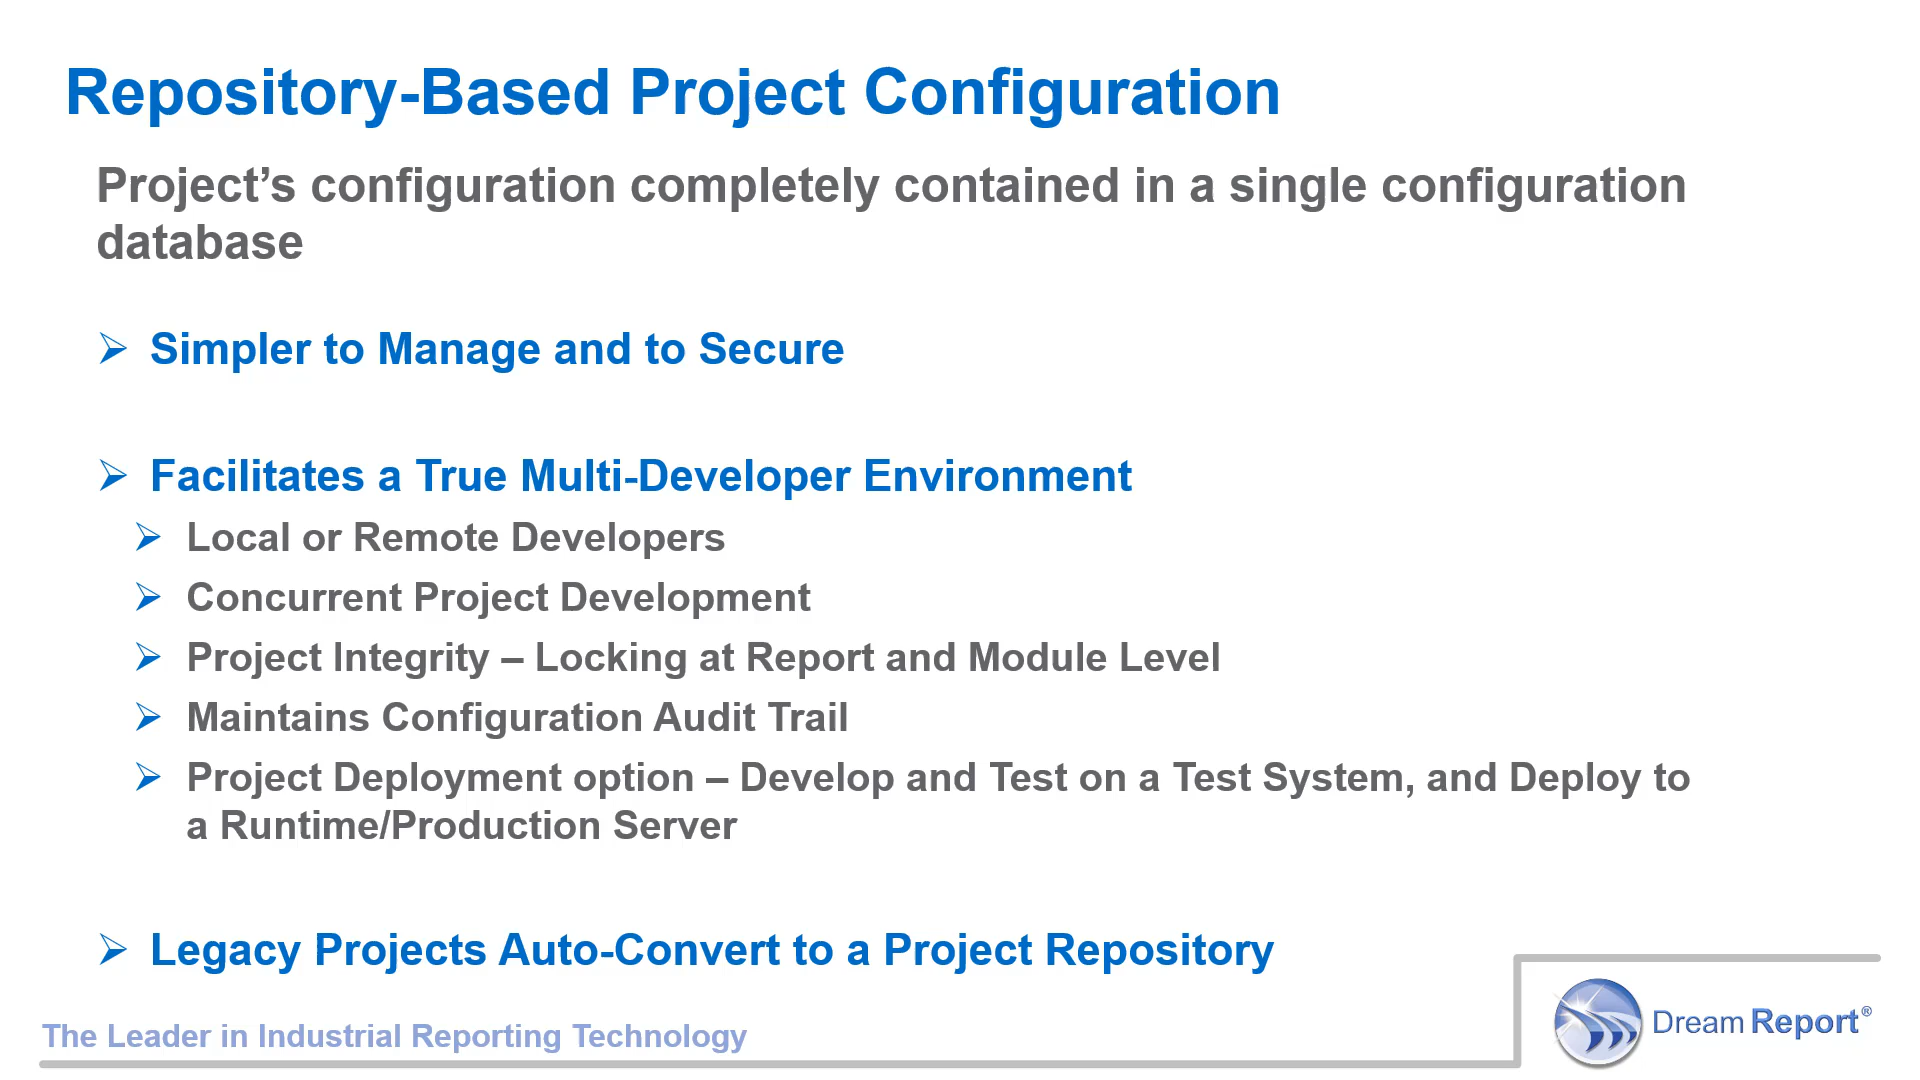 Repository-Based Project Configuration
Project’s configuration completely contained in a single configuration
database
Simpler to Manage and to Secure
Facilitates a True Multi-Developer Environment
Local or Remote Developers
Concurrent Project Development
Project Integrity – Locking at Report and Module Level
Maintains Configuration Audit Trail
Project Deployment option – Develop and Test on a Test System, and Deploy to
a Runtime/Production Server
Legacy Projects Auto-Convert to a Project Repository
The Leader in Industrial Reporting Technology
Dream Report®